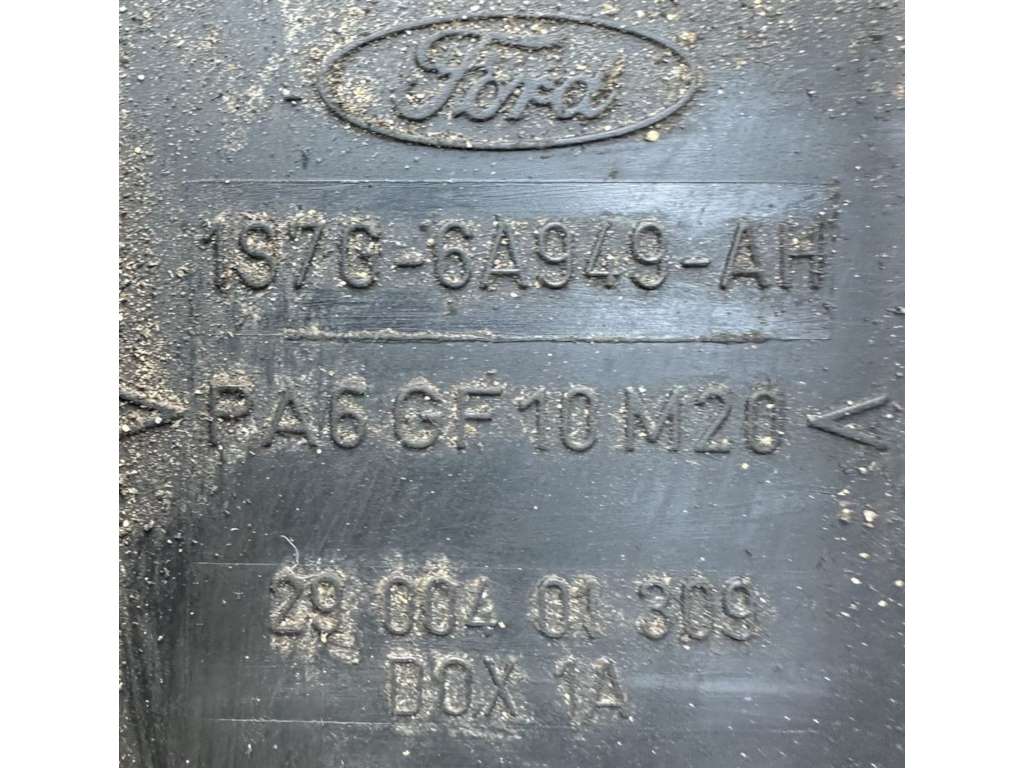 Ford
1S7G-6A949-AH
>PA6 GF10 M20<
29 004 01 309
DOX 1A